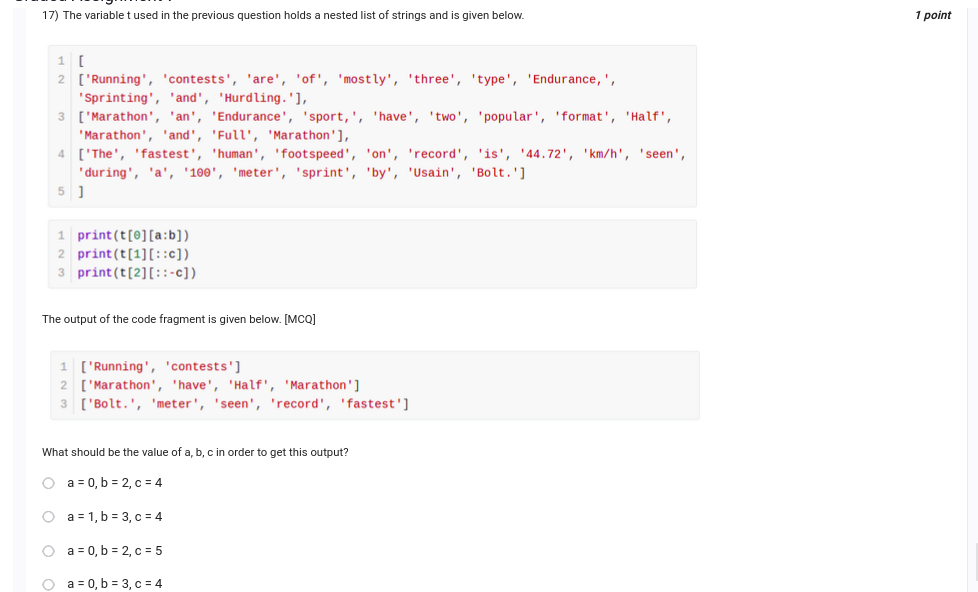 17) The variable t used in the previous question holds a nested list of strings and is given below.
1 point
1 [
2 ['Running', 'contests', 'are', 'of', 'mostly', 'three', 'type', 'Endurance,',
'Sprinting', 'and', 'Hurdling.'],
3 ['Marathon', 'an', 'Endurance', 'sport,', 'have', 'two', 'popular', 'format', 'Half',
'Marathon', 'and', 'Full', 'Marathon'],
4 ['The', 'fastest', 'human', 'footspeed', 'on', 'record', 'is', '44.72', 'km/h', 'seen',
'during', 'a', '100', 'meter', 'sprint', 'by', 'Usain', 'Bolt.']
5 ]
1 print(t[0][a:b])
2 print(t[1][::c])
3 print(t[2][::-c])
The output of the code fragment is given below. [MCQ]
1 ['Running', 'contests']
2 ['Marathon', 'have', 'Half', 'Marathon']
3 ['Bolt.', 'meter', 'seen', 'record', 'fastest']
What should be the value of a, b, c in order to get this output?
a = 0, b = 2, c = 4
a = 1, b = 3, c = 4
a = 0, b = 2, c = 5
a = 0, b = 3, c = 4